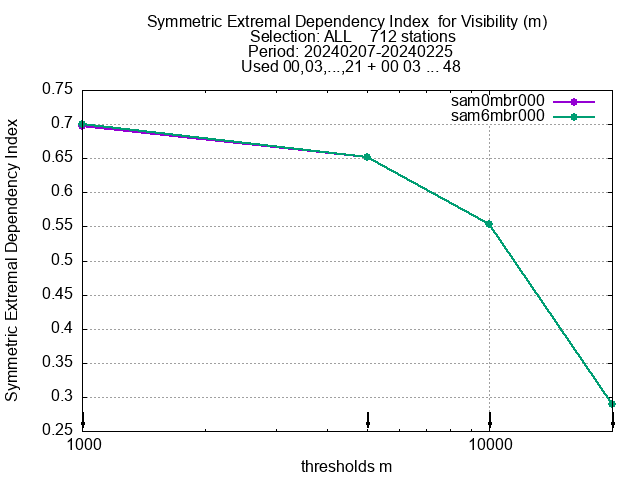 Symmetric Extremal Dependency Index  for Visibility (m)
Selection: ALL    712 stations
Period: 20240207-20240225
Used 00,03,...,21 + 00 03 ... 48
sam0mbr000
sam6mbr000
Symmetric Extremal Dependency Index
0.75
0.7
0.65
0.6
0.55
0.5
0.45
0.4
0.35
0.3
0.25
1000
10000
thresholds m